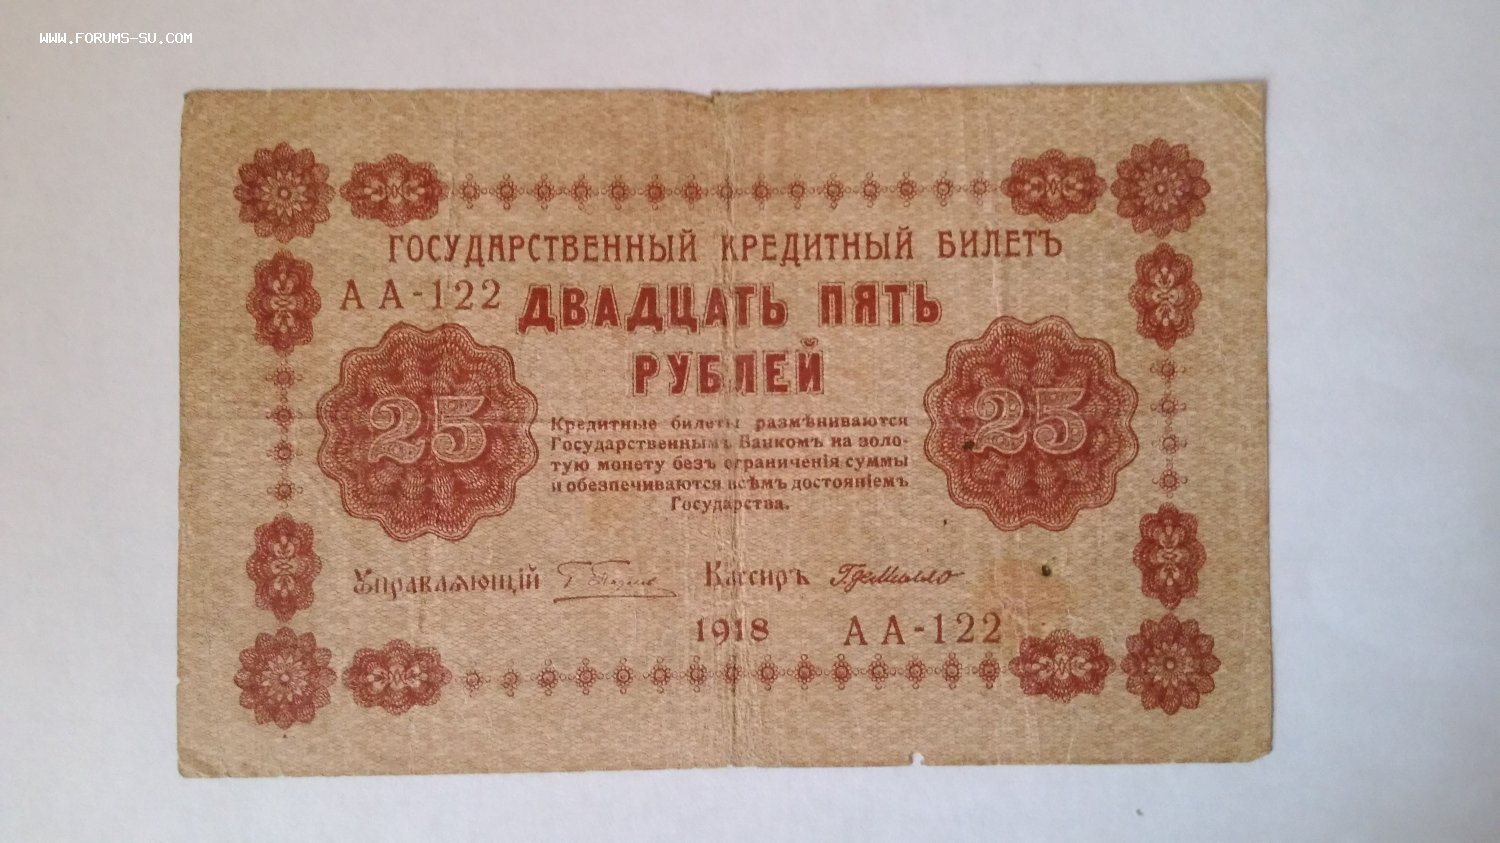 WWW.FORUMS-SU.COM
ГОСУДАРСТВЕННЫЙ КРЕДИТНЫЙ БИЛЕТЪ
АА-122
ДВАДЦАТЬ ПЯТЬ
РУБЛЕЙ
25
25
Кредитные билеты размѣниваются
Государственнымъ Банкомъ на золо-
тую монету безъ ограниченія суммы
и обезпечиваются всѣмъ достояніемъ
Государства.
Управляющій
Кассиръ
1918
АА-122